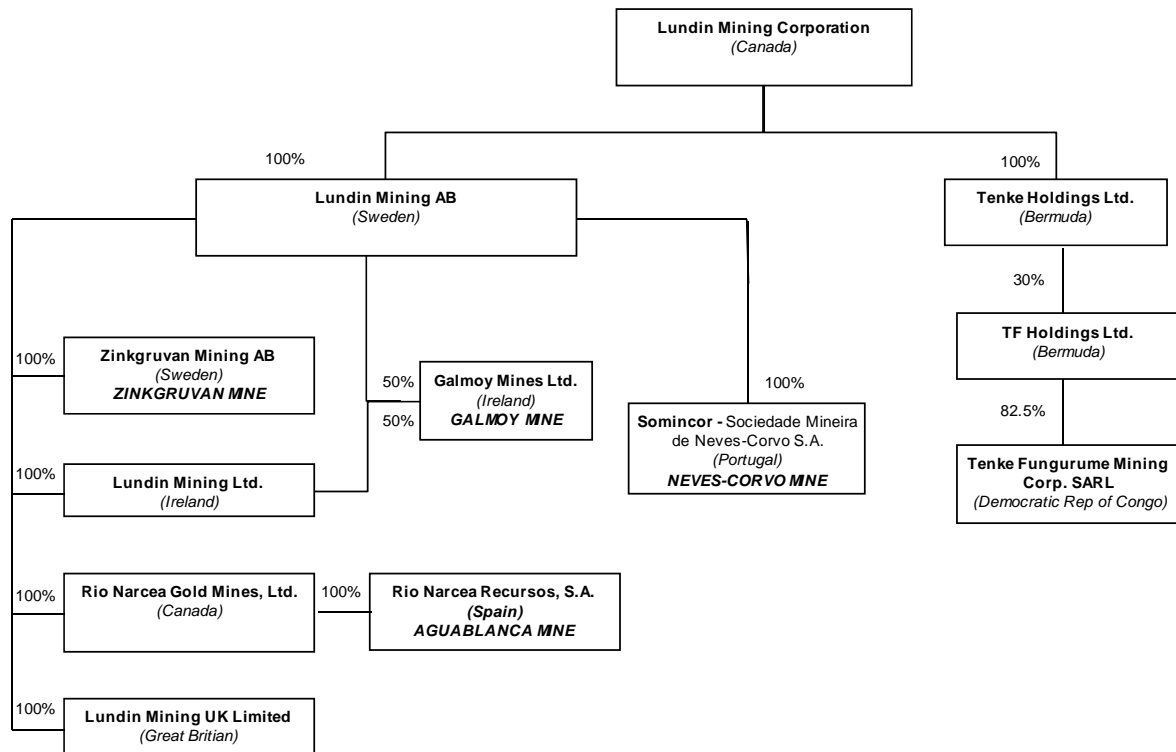 Lundin Mining Corporation
(Canada)
100%
100%
Lundin Mining AB
(Sweden)
Tenke Holdings Ltd.
(Bermuda)
30%
100%
Zinkgruvan Mining AB
(Sweden)
ZINKGRUVAN MINE
50%
50%
Galmoy Mines Ltd.
(Ireland)
GALMOY MINE
100%
Somincor - Sociedade Mineira
de Neves-Corvo S.A.
(Portugal)
NEVES-CORVO MINE
TF Holdings Ltd.
(Bermuda)
82.5%
Tenke Fungurume Mining
Corp. SARL
(Democratic Rep of Congo)
100%
Lundin Mining Ltd.
(Ireland)
100%
Rio Narcea Gold Mines, Ltd.
(Canada)
100%
Rio Narcea Recursos, S.A.
(Spain)
AGUABLANCA MINE
100%
Lundin Mining UK Limited
(Great Britian)